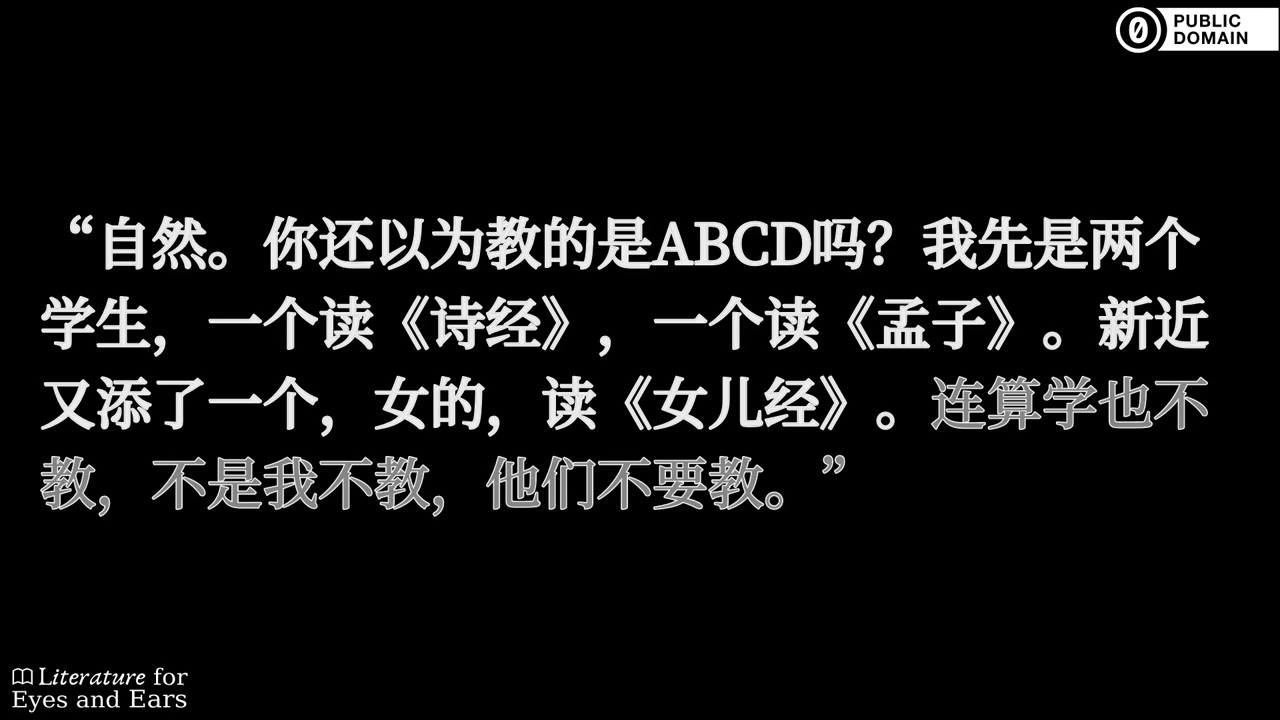 PUBLIC
DOMAIN
“自然。你还以为教的是ABCD吗？我先是两个
学生，一个读《诗经》，一个读《孟子》。新近
又添了一个，女的，读《女儿经》。连算学也不
教，不是我不教，他们不要教。”
Literature for
Eyes and Ears